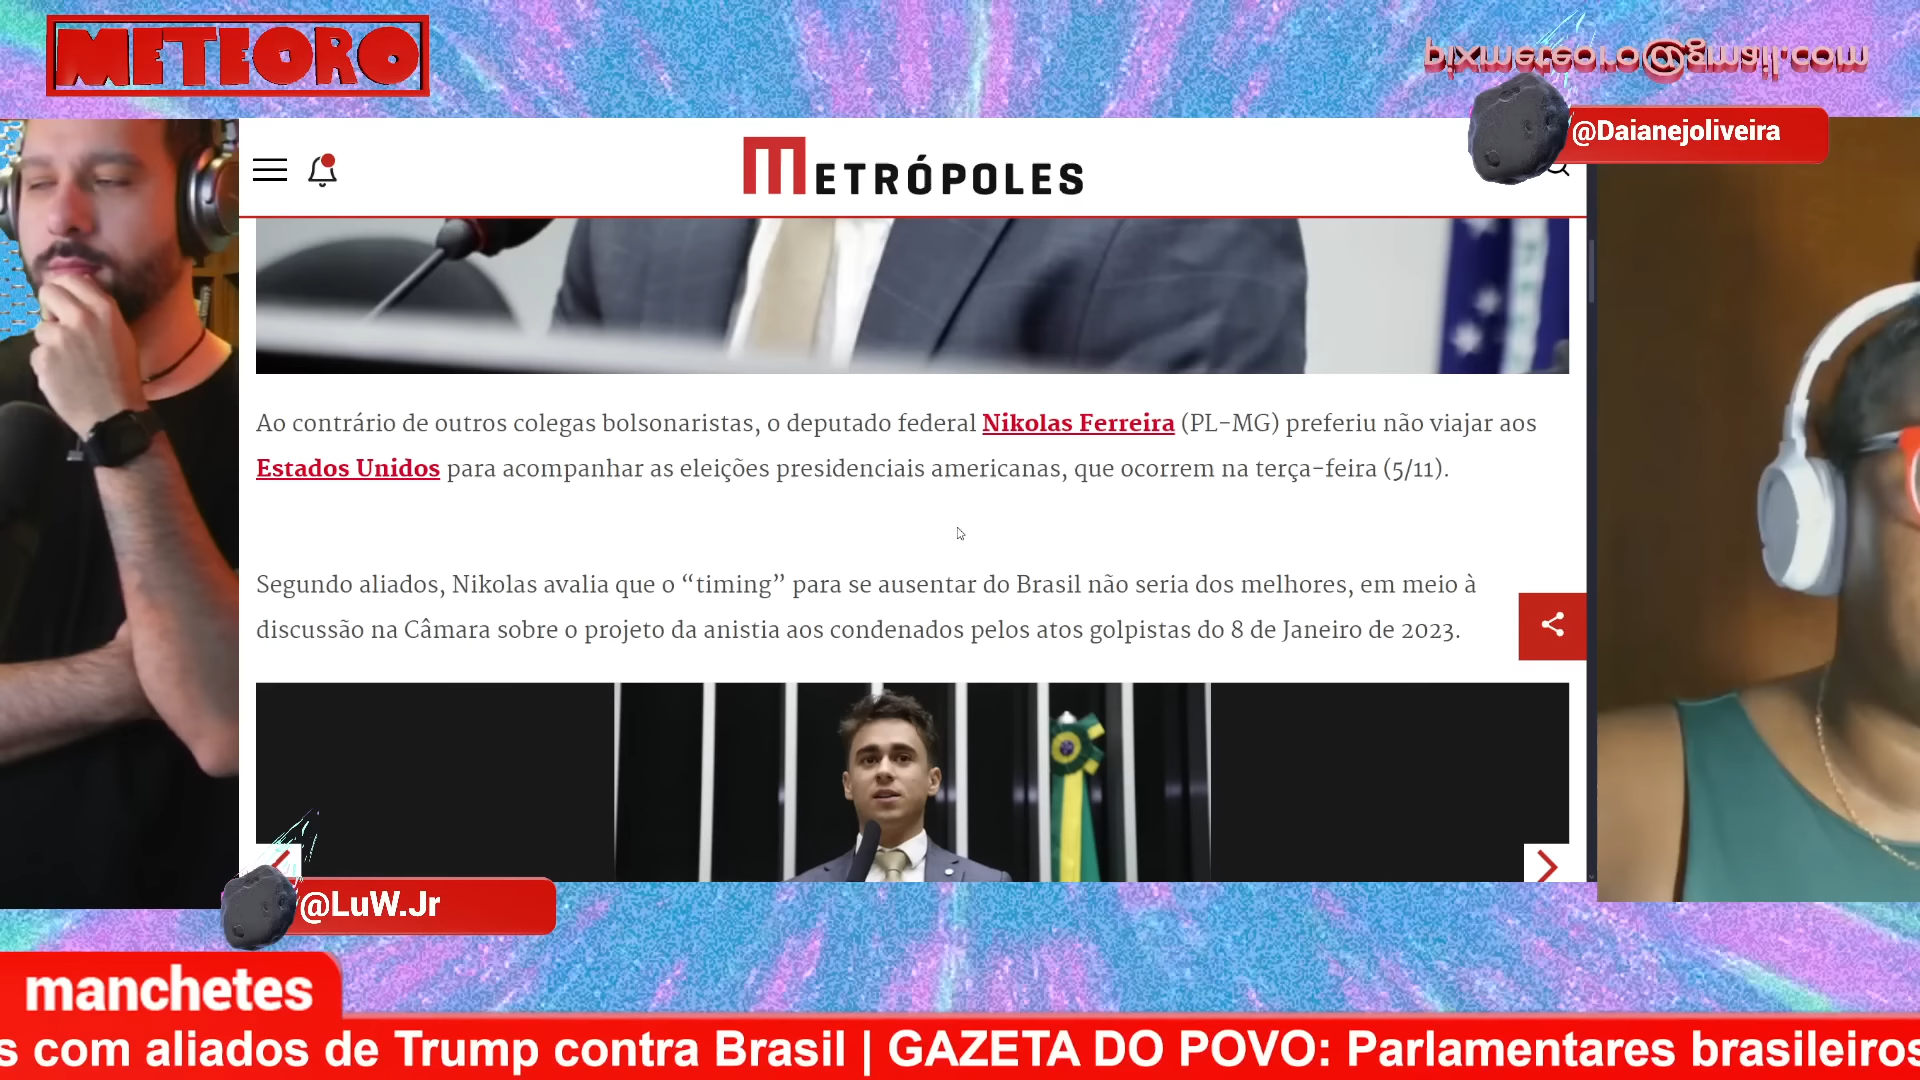 METEORO
pixmeteoro@gmail.com
@Daianejoliveira
METRÓPOLES
Ao contrário de outros colegas bolsonaristas, o deputado federal Nikolas Ferreira (PL-MG) preferiu não viajar aos
Estados Unidos para acompanhar as eleições presidenciais americanas, que ocorrem na terça-feira (5/11).
Segundo aliados, Nikolas avalia que o “timing” para se ausentar do Brasil não seria dos melhores, em meio à
discussão na Câmara sobre o projeto da anistia aos condenados pelos atos golpistas do 8 de Janeiro de 2023.
@LuW.Jr
manchetes
s com aliados de Trump contra Brasil | GAZETA DO POVO: Parlamentares brasileiros